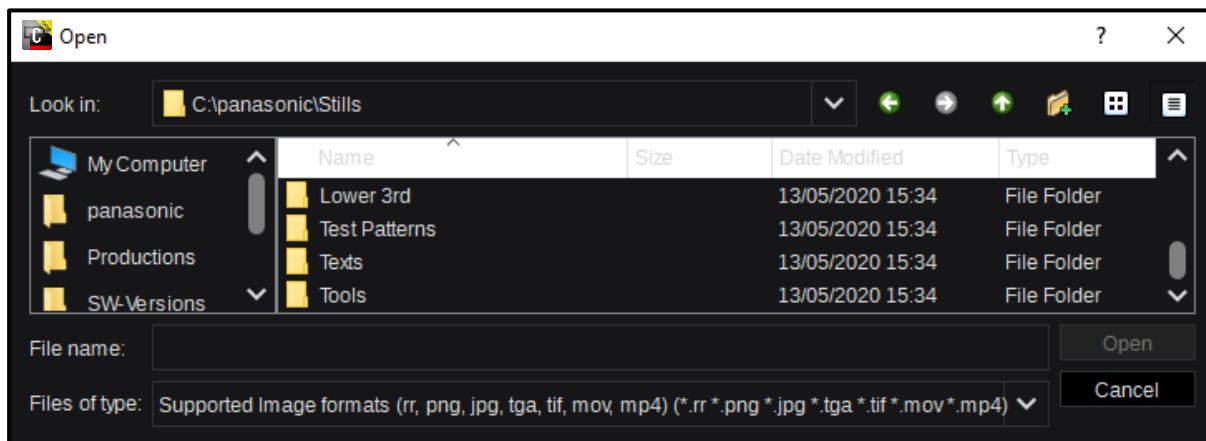 Open ?
Look in: C:\panasonic\Stills
My Computer
panasonic
Productions
SW-Versions
Name Size Date Modified Type
Lower 3rd 13/05/2020 15:34 File Folder
Test Patterns 13/05/2020 15:34 File Folder
Texts 13/05/2020 15:34 File Folder
Tools 13/05/2020 15:34 File Folder
File name: Open
Files of type: Supported Image formats (rr, png, jpg, tga, tif, mov, mp4) (*.rr *.png *.jpg *.tga *.tif *.mov *.mp4) Cancel